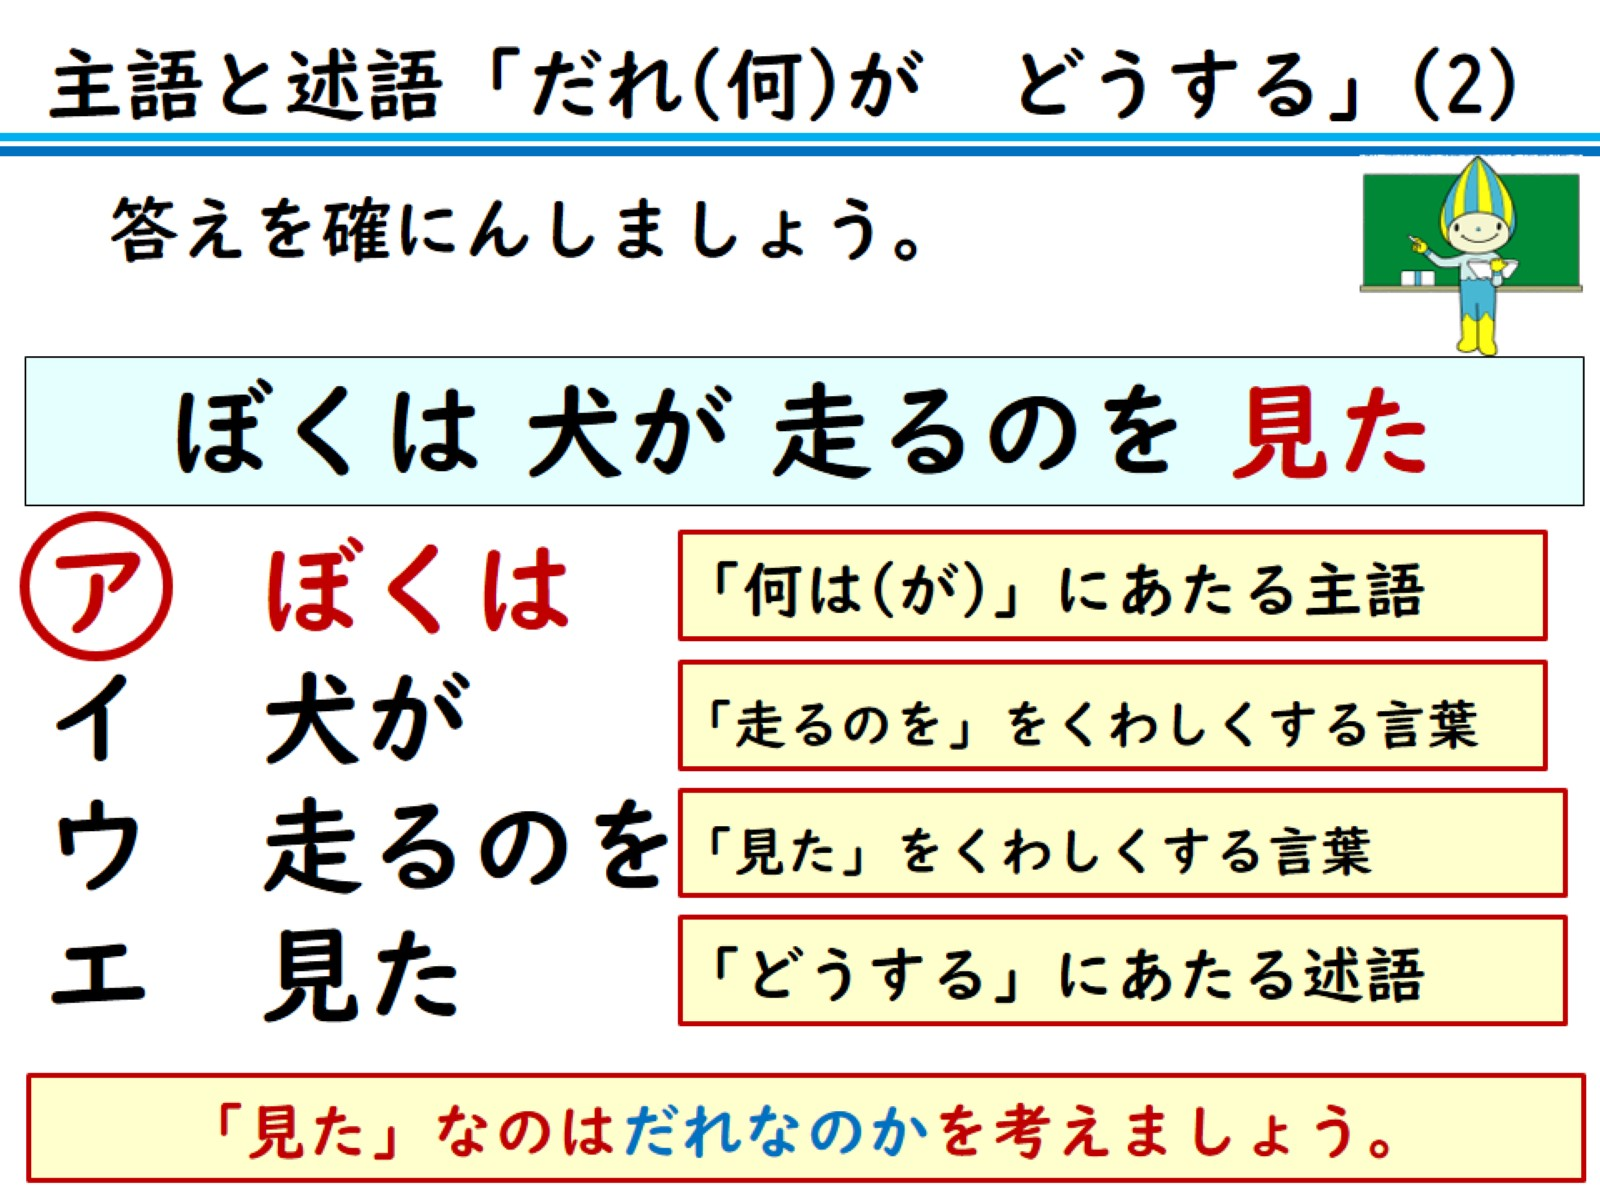 主語と述語「だれ(何)が　どうする」(2)
答えを確にんしましょう。
ぼくは 犬が 走るのを 見た
ア　ぼくは　「何は(が)」にあたる主語
イ　犬が　「走るのを」をくわしくする言葉
ウ　走るのを　「見た」をくわしくする言葉
エ　見た　「どうする」にあたる述語
「見た」なのはだれなのかを考えましょう。